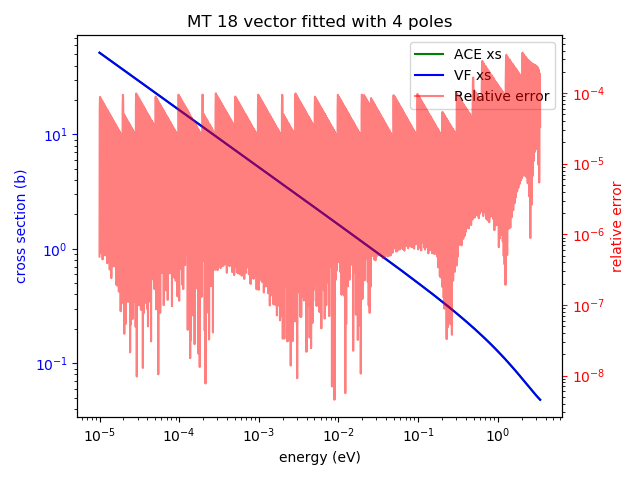 MT 18 vector fitted with 4 poles
ACE xs
VF xs
Relative error
10^1
10^0
10^-1
10^-4
10^-5
10^-6
10^-7
10^-8
cross section (b)
relative error
10^-5
10^-4
10^-3
10^-2
10^-1
10^0
energy (eV)